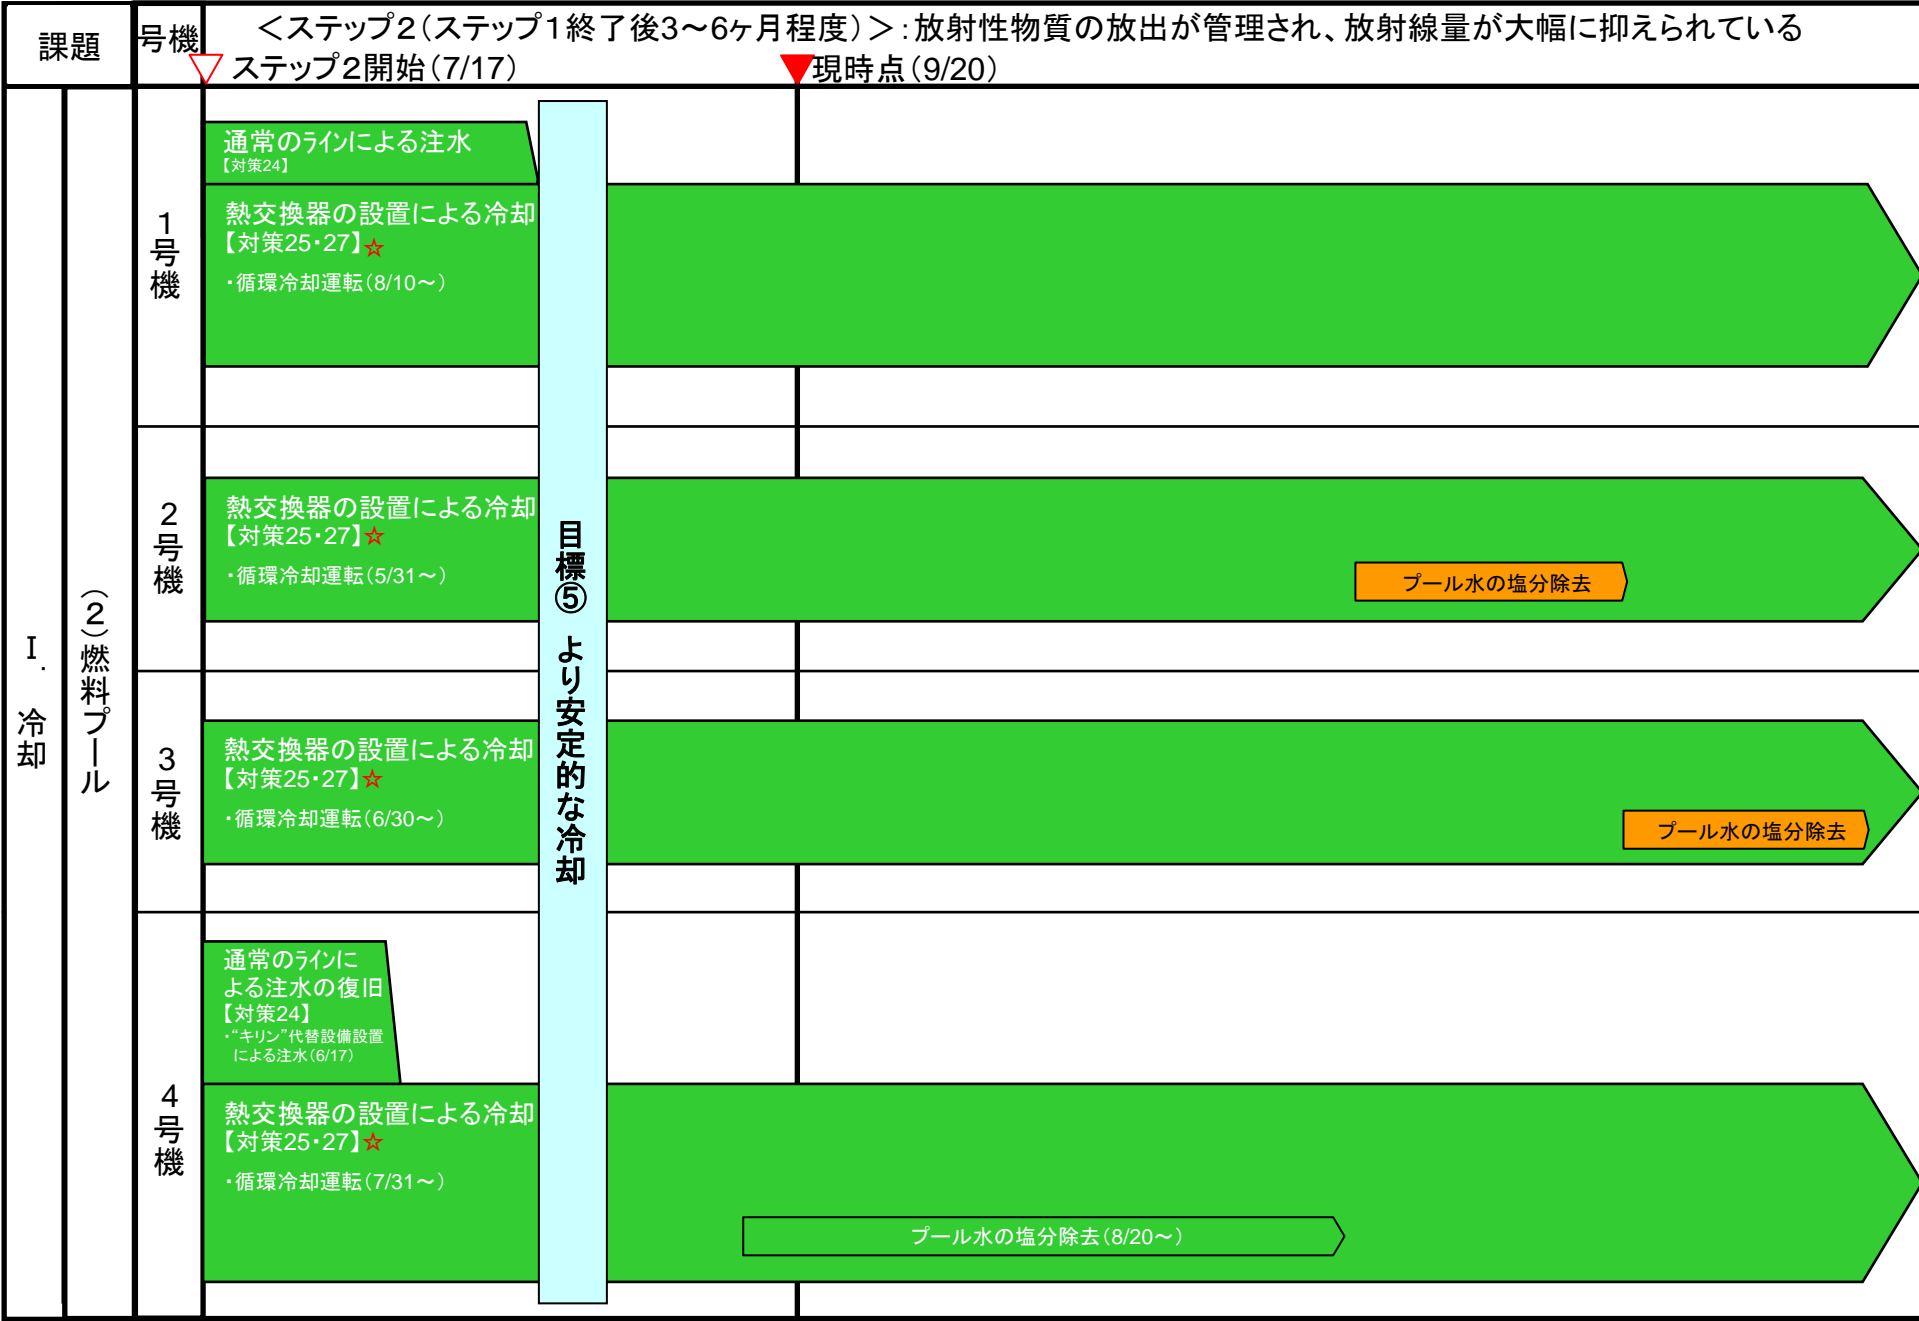 課題
号機
＜ステップ２（ステップ１終了後3～6ヶ月程度）＞：放射性物質の放出が管理され、放射線量が大幅に抑えられている
ステップ２開始（7/17）
現時点（9/20）
Ⅰ．冷却
（２）燃料プール
１号機
通常のﾗｲﾝによる注水
【対策24】
熱交換器の設置による冷却
【対策25・27】☆
・循環冷却運転（8/10～）
目標⑤　より安定的な冷却
２号機
熱交換器の設置による冷却
【対策25・27】☆
・循環冷却運転（5/31～）
プール水の塩分除去
３号機
熱交換器の設置による冷却
【対策25・27】☆
・循環冷却運転（6/30～）
プール水の塩分除去
４号機
通常のﾗｲﾝに
よる注水の復旧
【対策24】
・“キリン”代替設備設置
による注水（6/17）
熱交換器の設置による冷却
【対策25・27】☆
・循環冷却運転（7/31～）
プール水の塩分除去（8/20～）